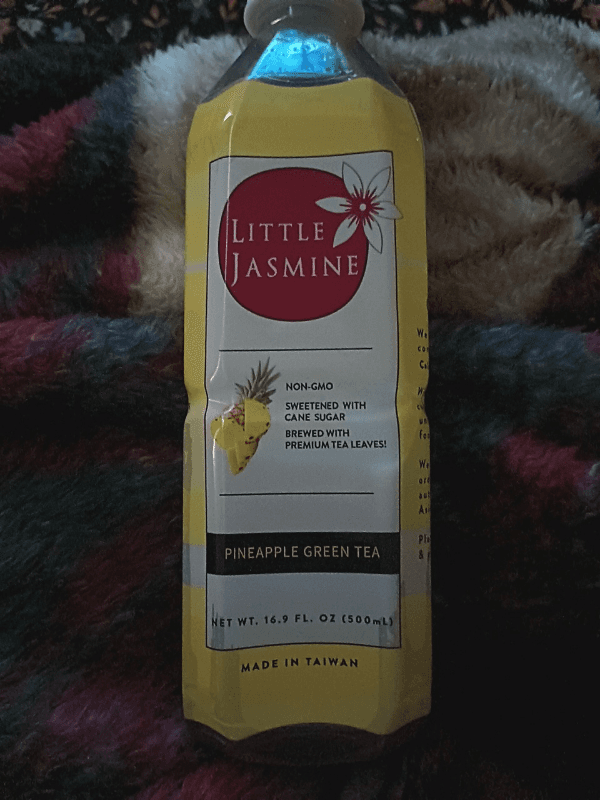 LITTLE
JASMINE
NON-GMO
SWEETENED WITH
CANE SUGAR
BREWED WITH
PREMIUM TEA LEAVES!
PINEAPPLE GREEN TEA
NET WT. 16.9 FL. OZ (500mL)
MADE IN TAIWAN